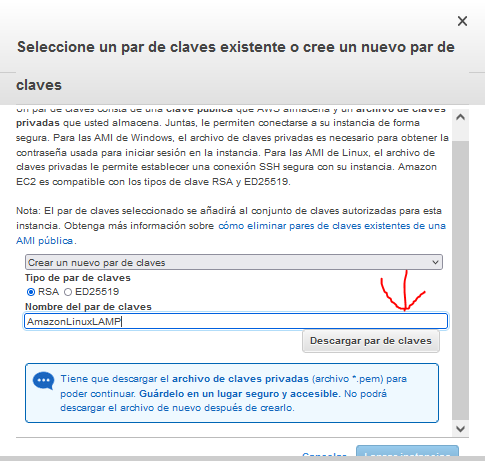 Seleccione un par de claves existente o cree un nuevo par de
claves
Un par de claves consta de una clave pública que AWS almacena y un archivo de claves
privadas que usted almacena. Juntas, le permiten conectarse a su instancia de forma
segura. Para las AMI de Windows, el archivo de claves privadas es necesario para obtener la
contraseña usada para iniciar sesión en la instancia. Para las AMI de Linux, el archivo de
claves privadas le permite establecer una conexión SSH segura con su instancia. Amazon
EC2 es compatible con los tipos de clave RSA y ED25519.
Nota: El par de claves seleccionado se añadirá al conjunto de claves autorizadas para esta
instancia. Obtenga más información sobre cómo eliminar pares de claves existentes de una
AMI pública.
Crear un nuevo par de claves
Tipo de par de claves
RSA ED25519
Nombre del par de claves
AmazonLinuxLAMP
Descargar par de claves
Tiene que descargar el archivo de claves privadas (archivo *.pem) para
poder continuar. Guárdelo en un lugar seguro y accesible. No podrá
descargar el archivo de nuevo después de crearlo.
Cancelar Lanzar instancias